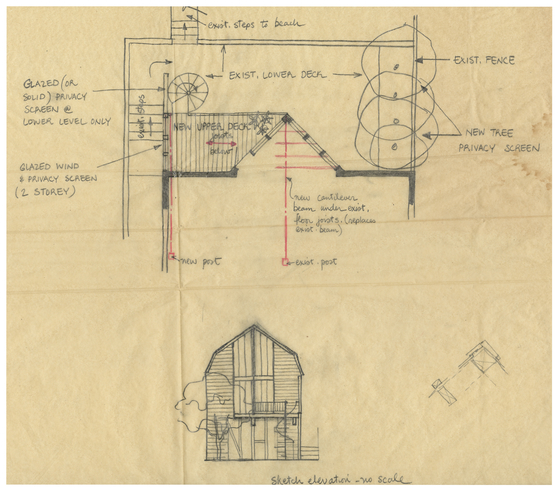 exist. steps to beach
EXIST. FENCE
EXIST. LOWER DECK
GLAZED (OR
SOLID) PRIVACY
SCREEN @
LOWER LEVEL ONLY
exist. steps
NEW UPPER DECK
joists
below
NEW TREE
PRIVACY SCREEN
GLAZED WIND
& PRIVACY SCREEN
(2 STOREY)
new cantilever
beam under exist.
floor joists. (replaces
exist. beam)
new post
exist. post
Sketch elevation - no scale